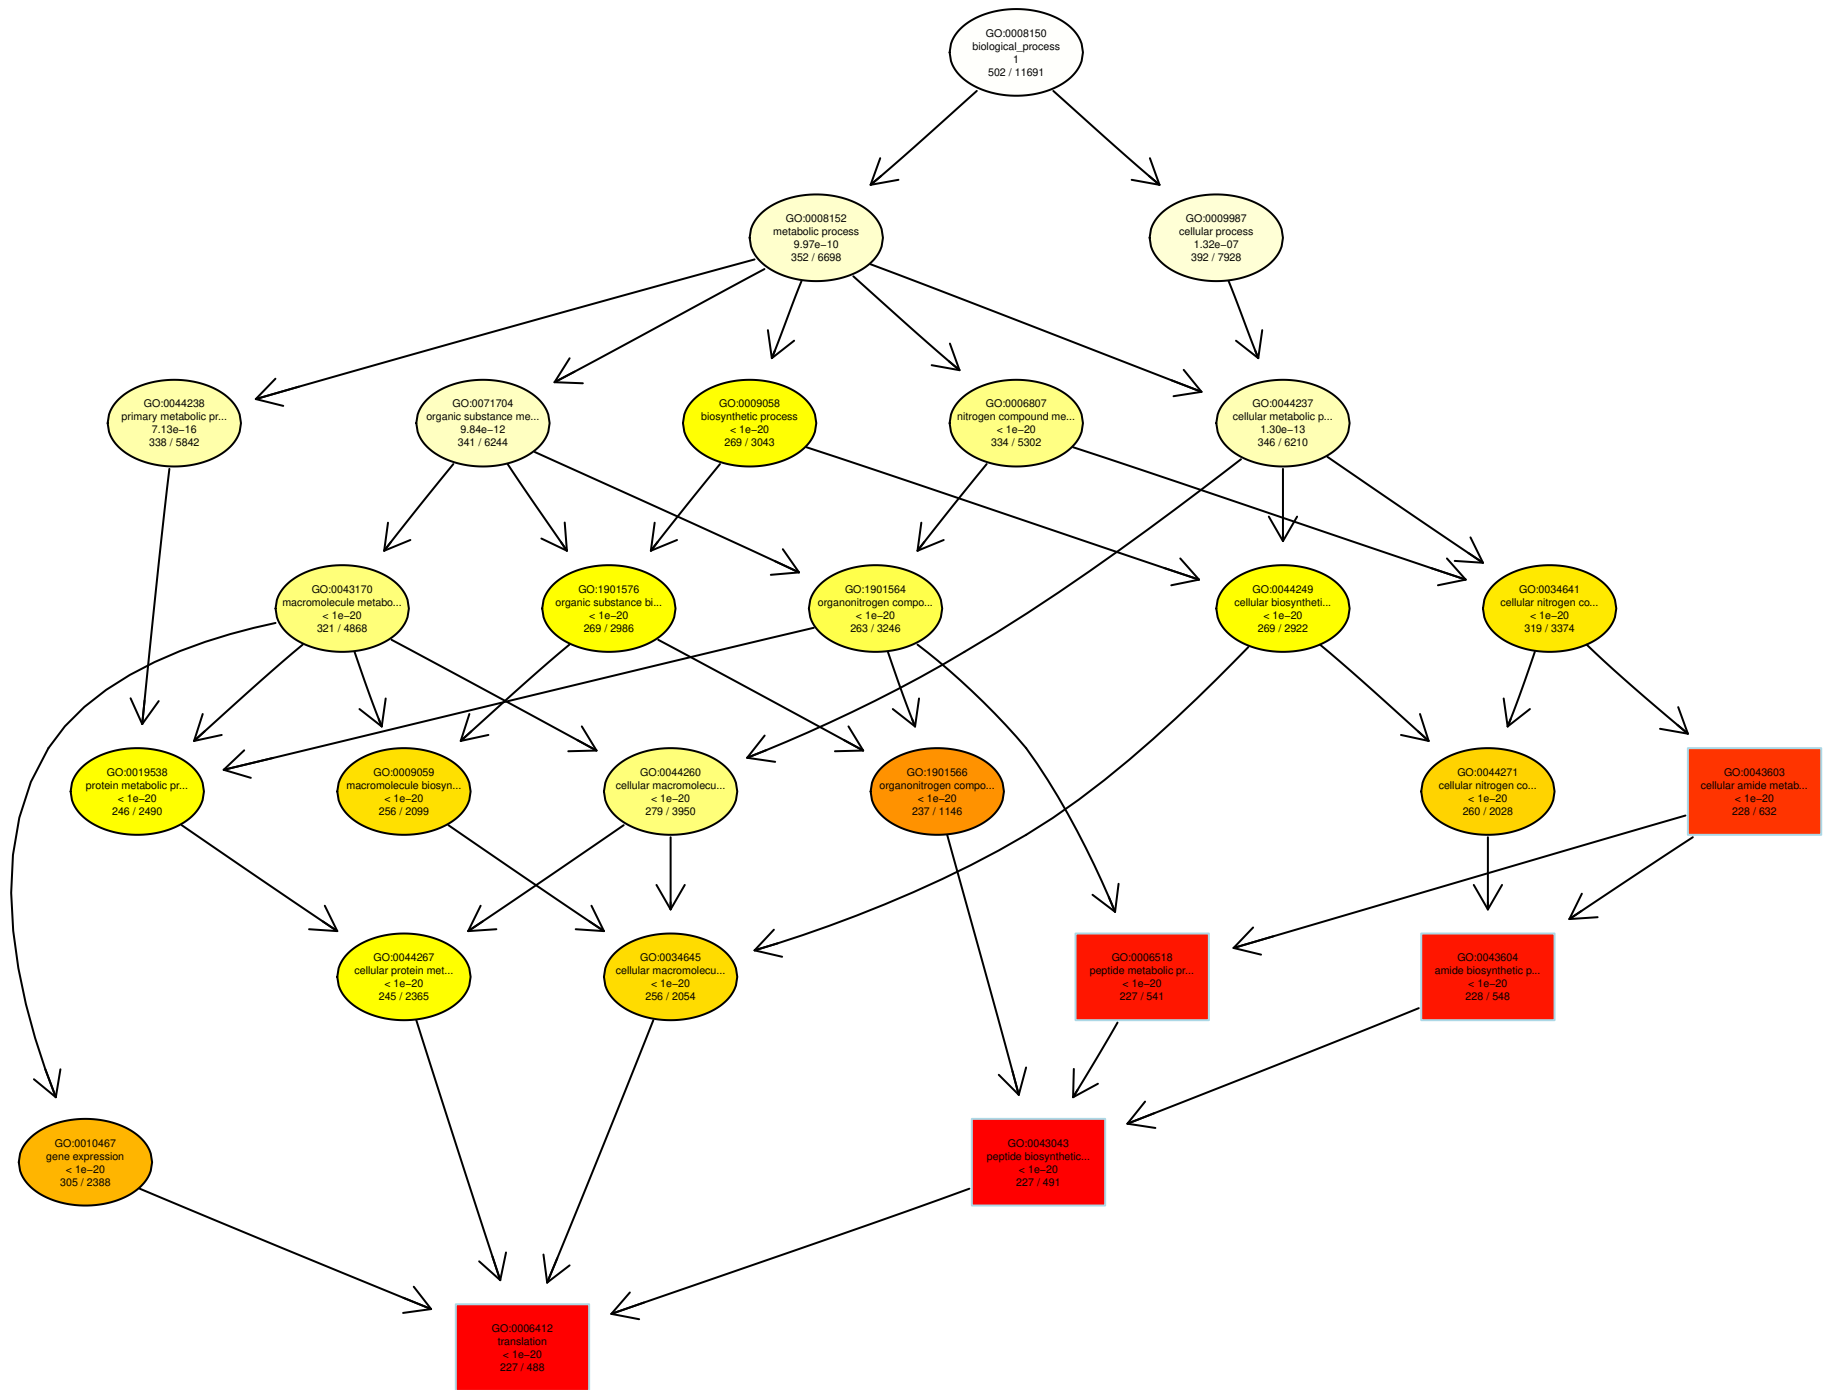 GO:0008150
biological_process
1
502 / 11691
GO:0008152
metabolic process
9.97e−10
352 / 6698
GO:0009987
cellular process
1.32e−07
392 / 7928
GO:0044238
primary metabolic pr...
7.13e−16
338 / 5842
GO:0071704
organic substance me...
9.84e−12
341 / 6244
GO:0009058
biosynthetic process
< 1e−20
269 / 3043
GO:0006807
nitrogen compound me...
< 1e−20
334 / 5302
GO:0044237
cellular metabolic p...
1.30e−13
346 / 6210
GO:0043170
macromolecule metabo...
< 1e−20
321 / 4868
GO:1901576
organic substance bi...
< 1e−20
269 / 2986
GO:1901564
organonitrogen compo...
< 1e−20
263 / 3246
GO:0044249
cellular biosyntheti...
< 1e−20
269 / 2922
GO:0034641
cellular nitrogen co...
< 1e−20
319 / 3374
GO:0019538
protein metabolic pr...
< 1e−20
246 / 2490
GO:0009059
macromolecule biosyn...
< 1e−20
256 / 2099
GO:0044260
cellular macromolecu...
< 1e−20
279 / 3950
GO:1901566
organonitrogen compo...
< 1e−20
237 / 1146
GO:0044271
cellular nitrogen co...
< 1e−20
260 / 2028
GO:0043603
cellular amide metab...
< 1e−20
228 / 632
GO:0044267
cellular protein met...
< 1e−20
245 / 2365
GO:0034645
cellular macromolecu...
< 1e−20
256 / 2054
GO:0006518
peptide metabolic pr...
< 1e−20
227 / 541
GO:0043604
amide biosynthetic p...
< 1e−20
228 / 548
GO:0010467
gene expression
< 1e−20
305 / 2388
GO:0043043
peptide biosynthetic...
< 1e−20
227 / 491
GO:0006412
translation
< 1e−20
227 / 488